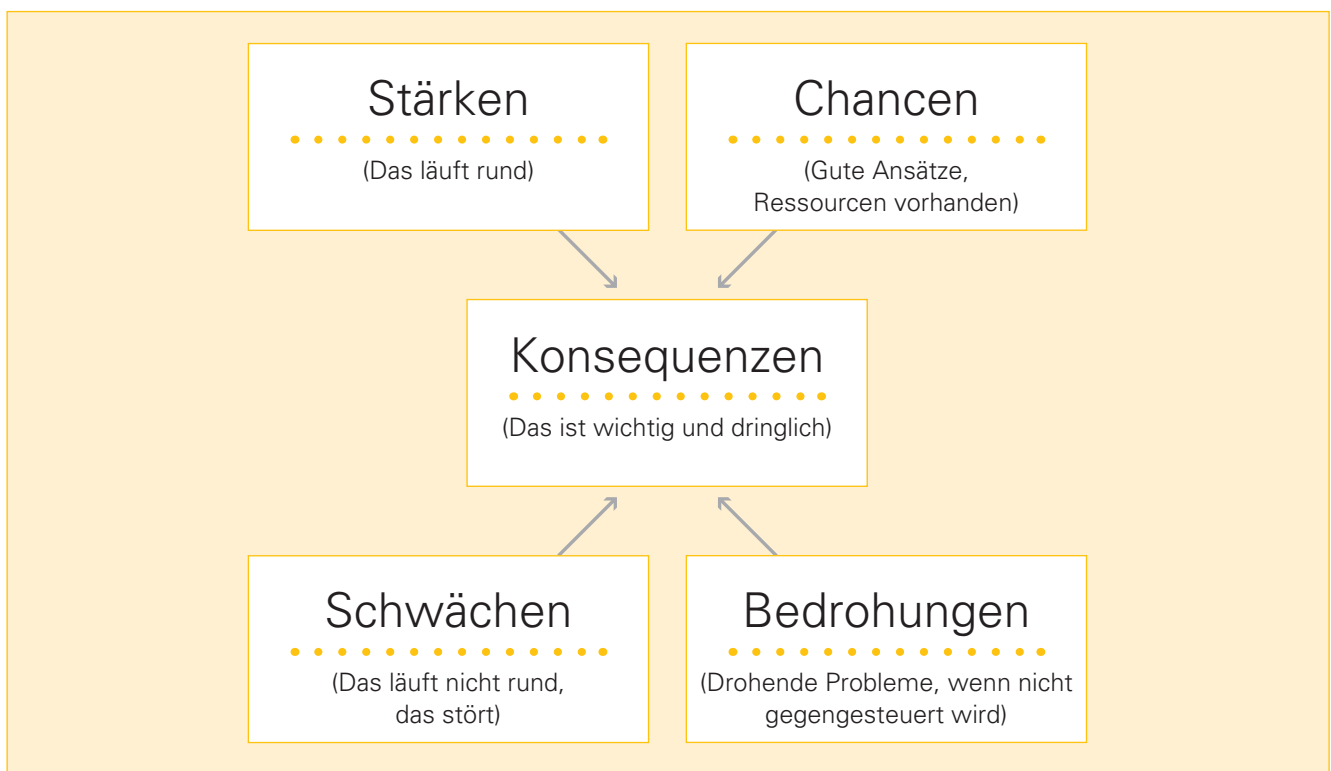 Stärken
(Das läuft rund)
Chancen
(Gute Ansätze,
Ressourcen vorhanden)
Konsequenzen
(Das ist wichtig und dringlich)
Schwächen
(Das läuft nicht rund,
das stört)
Bedrohungen
(Drohende Probleme, wenn nicht
gegengesteuert wird)